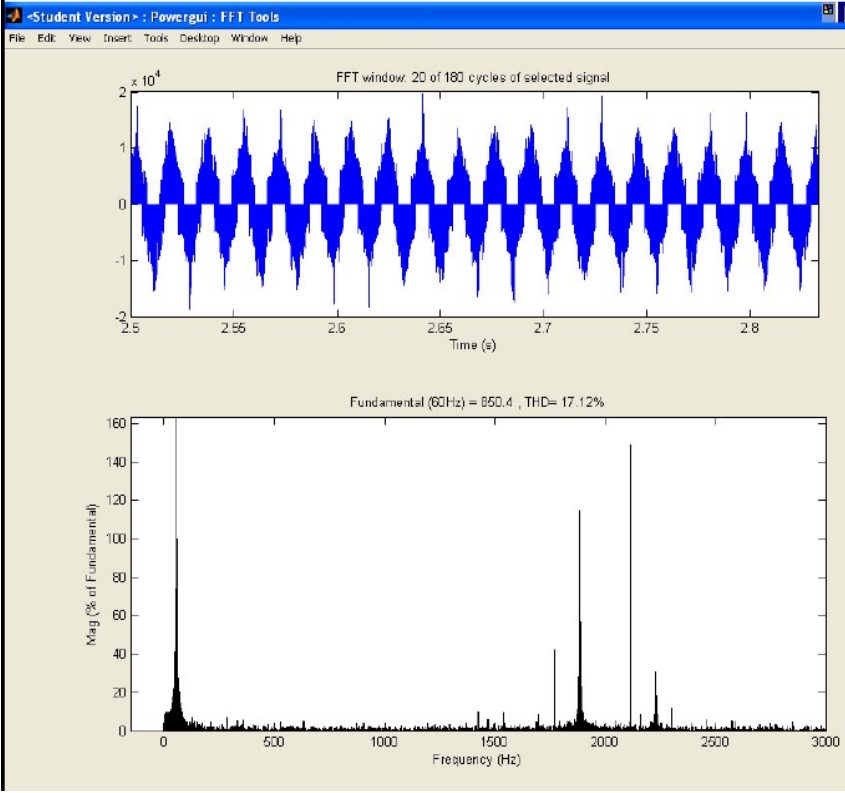 <Student Version> : Powergui : FFT Tools
File Edit View Insert Tools Desktop Window Help
x 10^4
FFT window: 20 of 180 cycles of selected signal
2
1
0
-1
-2
2.5 2.55 2.6 2.65 2.7 2.75 2.8
Time (s)
Fundamental (60Hz) = 850.4 , THD= 17.12%
160
140
120
100
80
60
40
20
0
Mag (% of Fundamental)
0 500 1000 1500 2000 2500 3000
Frequency (Hz)